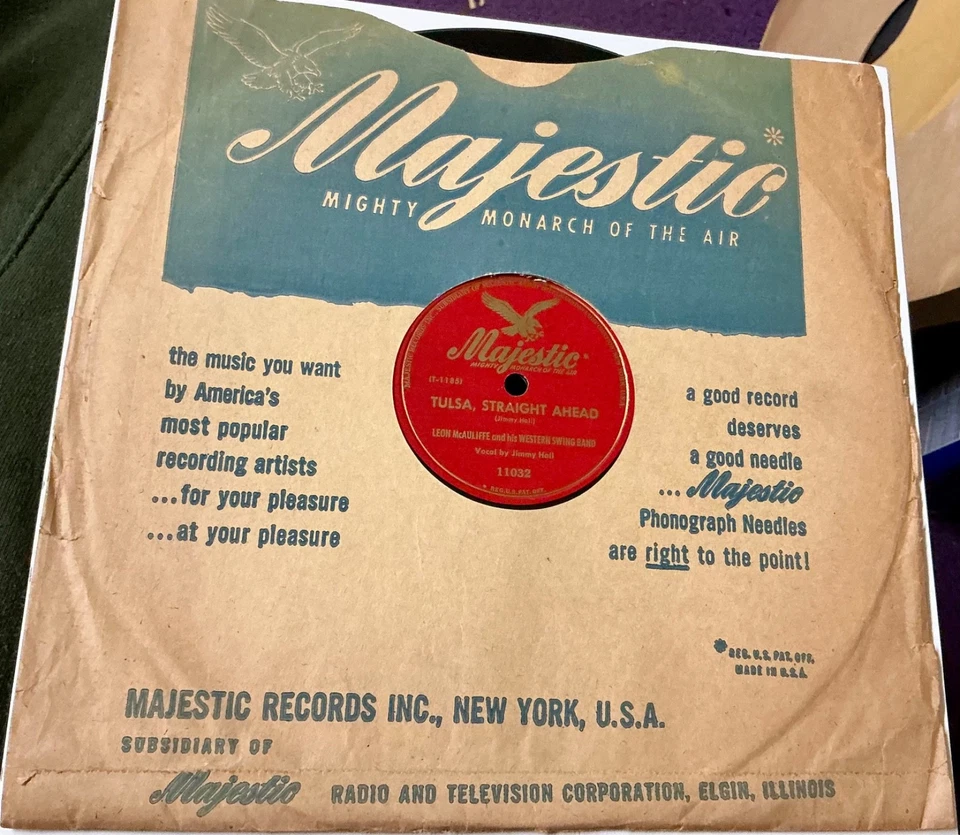 Majestic*
MIGHTY MONARCH OF THE AIR
the music you want
by America's
most popular
recording artists
...for your pleasure
...at your pleasure
Majestic*
MIGHTY MONARCH OF THE AIR
(T-1185)
TULSA, STRAIGHT AHEAD
(Jimmy Hall)
LEON McAULIFFE and his WESTERN SWING BAND
Vocal by Jimmy Hall
11032
* REG. U.S. PAT. OFF.
a good record
deserves
a good needle
... Majestic
Phonograph Needles
are right to the point!
* REG. U.S. PAT. OFF.
MADE IN U.S.A.
MAJESTIC RECORDS INC., NEW YORK, U.S.A.
SUBSIDIARY OF
Majestic RADIO AND TELEVISION CORPORATION, ELGIN, ILLINOIS